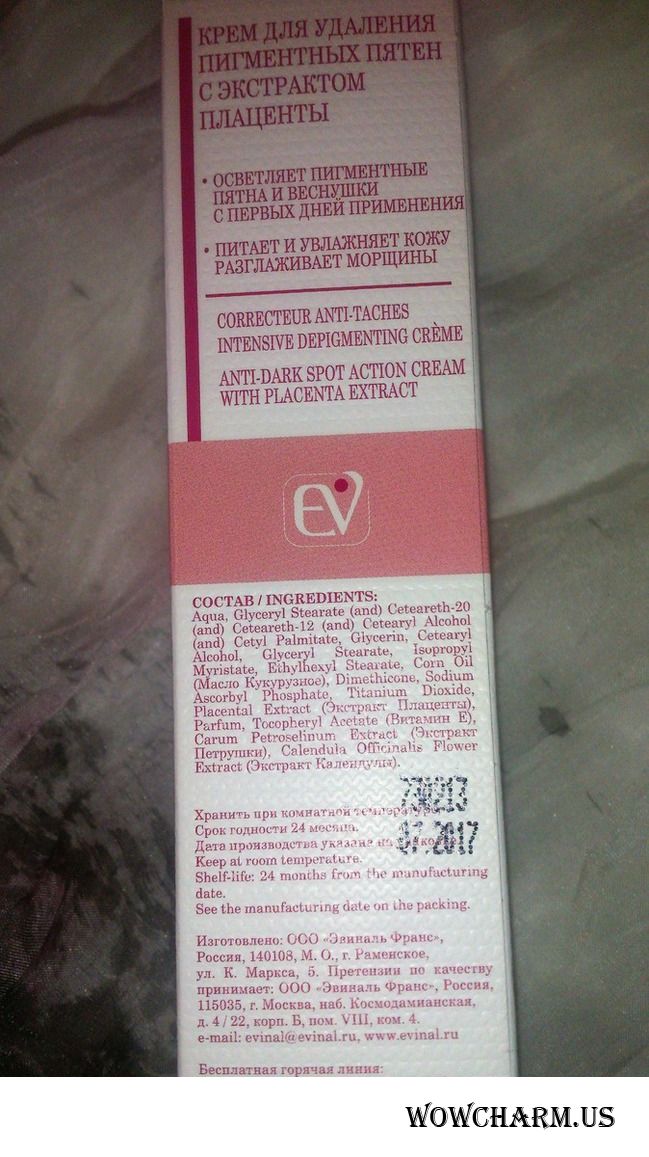 КРЕМ ДЛЯ УДАЛЕНИЯ
ПИГМЕНТНЫХ ПЯТЕН
С ЭКСТРАКТОМ
ПЛАЦЕНТЫ
• ОСВЕТЛЯЕТ ПИГМЕНТНЫЕ
ПЯТНА И ВЕСНУШКИ
С ПЕРВЫХ ДНЕЙ ПРИМЕНЕНИЯ
• ПИТАЕТ И УВЛАЖНЯЕТ КОЖУ
РАЗГЛАЖИВАЕТ МОРЩИНЫ
CORRECTEUR ANTI-TACHES
INTENSIVE DEPIGMENTING CRÈME
ANTI-DARK SPOT ACTION CREAM
WITH PLACENTA EXTRACT
EV
СОСТАВ / INGREDIENTS:
Aqua, Glyceryl Stearate (and) Ceteareth-20
(and) Ceteareth-12 (and) Cetearyl Alcohol
(and) Cetyl Palmitate, Glycerin, Cetearyl
Alcohol, Glyceryl Stearate, Isopropyl
Myristate, Ethylhexyl Stearate, Corn Oil
(Масло Кукурузное), Dimethicone, Sodium
Ascorbyl Phosphate, Titanium Dioxide,
Placental Extract (Экстракт Плаценты),
Parfum, Tocopheryl Acetate (Витамин Е),
Carum Petroselinum Extract (Экстракт
Петрушки), Calendula Officinalis Flower
Extract (Экстракт Календулы).
Хранить при комнатной температуре.
Срок годности 24 месяца.
07.2017
Дата производства указана на
Keep at room temperature.
Shelf-life: 24 months from the manufacturing
date.
See the manufacturing date on the packing.
Изготовлено: ООО «Эвиналь Франс»,
Россия, 140108, М. О., г. Раменское,
ул. К. Маркса, 5. Претензии по качеству
принимает: ООО «Эвиналь Франс», Россия,
115035, г. Москва, наб. Космодамианская,
д. 4 / 22, корп. Б, пом. VIII, ком. 4.
e-mail: evinal@evinal.ru, www.evinal.ru
Бесплатная горячая линия:
WOWCHARM.US